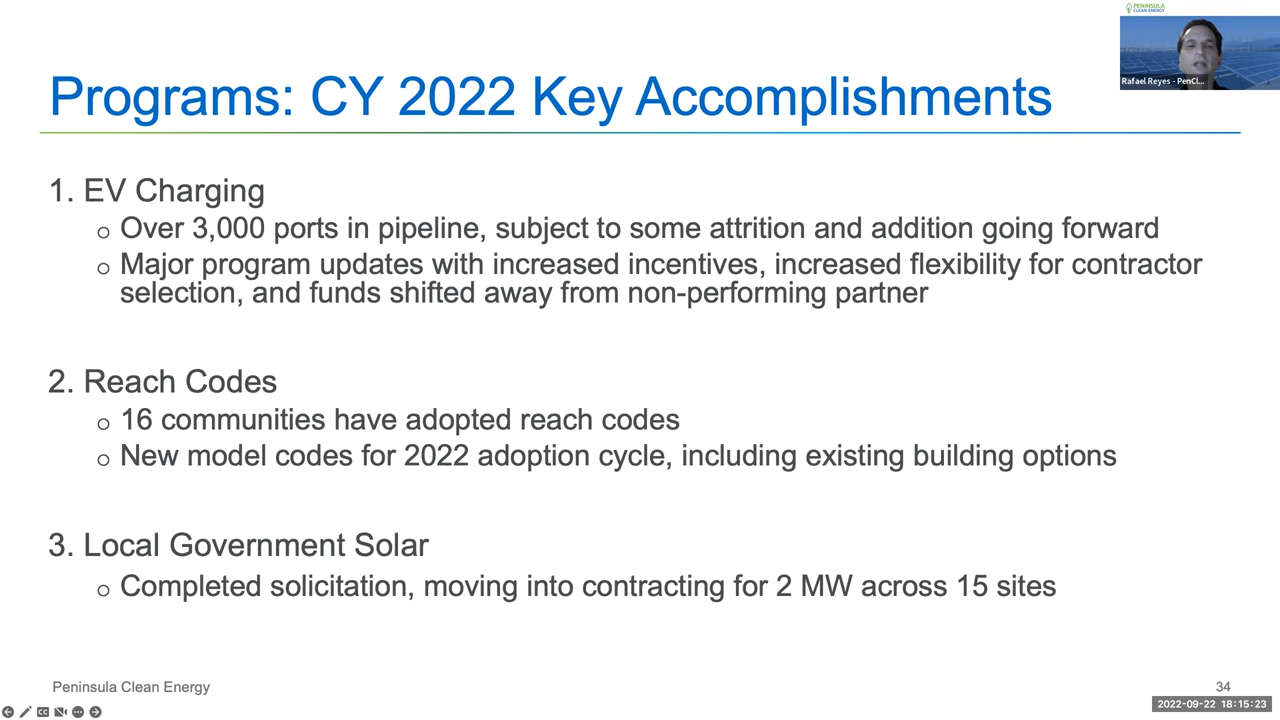 PENINSULA
CLEAN ENERGY
Rafael Reyes - PenCl...
Programs: CY 2022 Key Accomplishments
1. EV Charging
o Over 3,000 ports in pipeline, subject to some attrition and addition going forward
o Major program updates with increased incentives, increased flexibility for contractor
selection, and funds shifted away from non-performing partner
2. Reach Codes
o 16 communities have adopted reach codes
o New model codes for 2022 adoption cycle, including existing building options
3. Local Government Solar
o Completed solicitation, moving into contracting for 2 MW across 15 sites
Peninsula Clean Energy
34
2022-09-22 18:15:23